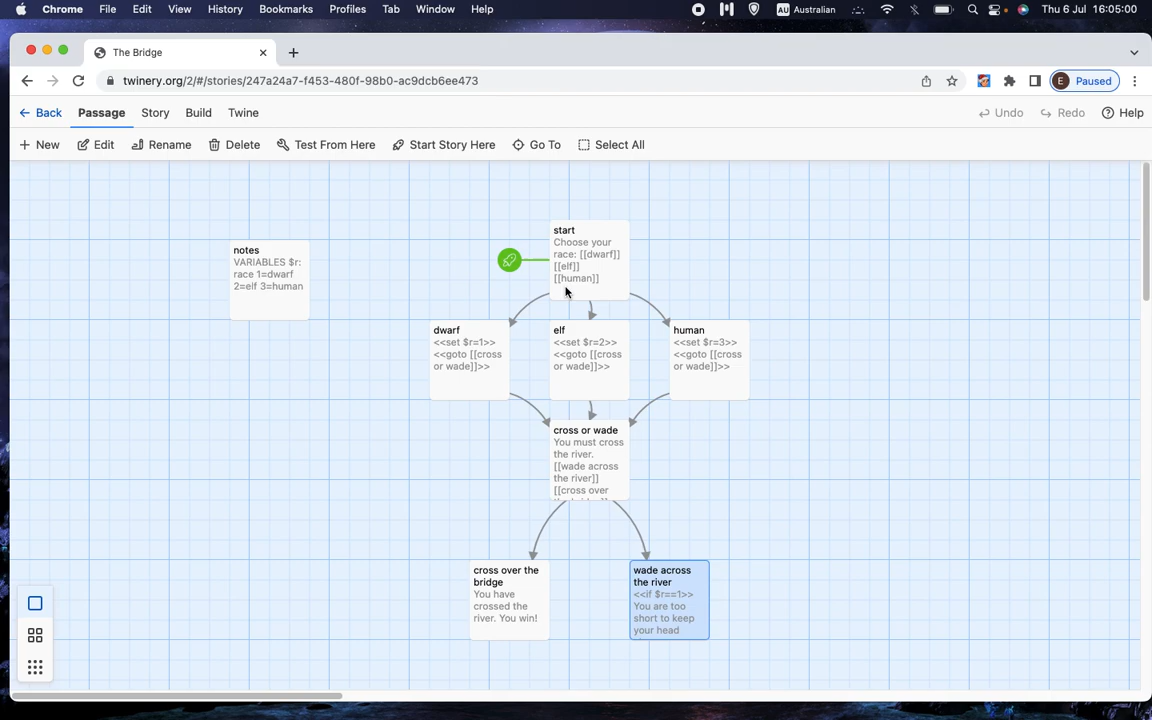 Chrome File Edit View History Bookmarks Profiles Tab Window Help AU Australian Thu 6 Jul 16:05:00
The Bridge
twinery.org/2/#/stories/247a24a7-f453-480f-98b0-ac9dcb6ee473 E Paused
Back Passage Story Build Twine Undo Redo Help
New Edit Rename Delete Test From Here Start Story Here Go To Select All
notes
VARIABLES $r:
race 1=dwarf
2=elf 3=human
start
Choose your
race: [[dwarf]]
[[elf]]
[[human]]
dwarf
<<set $r=1>>
<<goto [[cross
or wade]]>>
elf
<<set $r=2>>
<<goto [[cross
or wade]]>>
human
<<set $r=3>>
<<goto [[cross
or wade]]>>
cross or wade
You must cross
the river.
[[wade across
the river]]
[[cross over
cross over the
bridge
You have
crossed the
river. You win!
wade across
the river
<<if $r==1>>
You are too
short to keep
your head